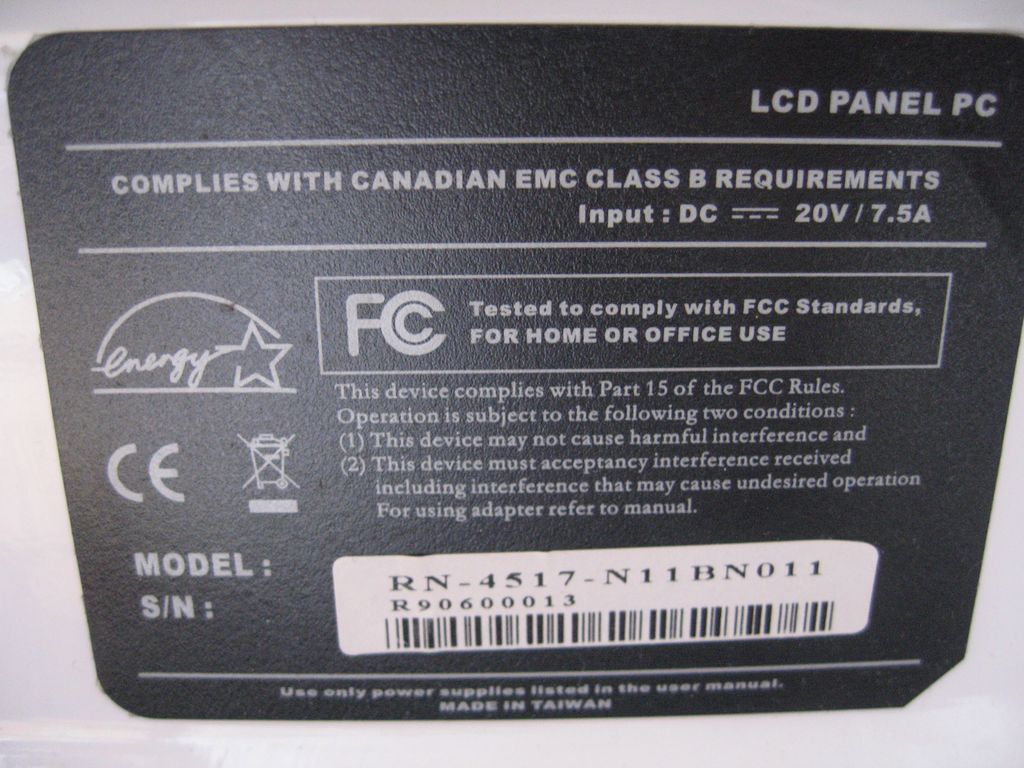 LCD PANEL PC
COMPLIES WITH CANADIAN EMC CLASS B REQUIREMENTS
Input : DC ⎓ 20V / 7.5A
energy
FC Tested to comply with FCC Standards,
FOR HOME OR OFFICE USE
This device complies with Part 15 of the FCC Rules.
Operation is subject to the following two conditions :
(1) This device may not cause harmful interference and
(2) This device must acceptancy interference received
including interference that may cause undesired operation
For using adapter refer to manual.
CE
MODEL : RN-4517-N11BN011
S/N : R90600013
Use only power supplies listed in the user manual.
MADE IN TAIWAN